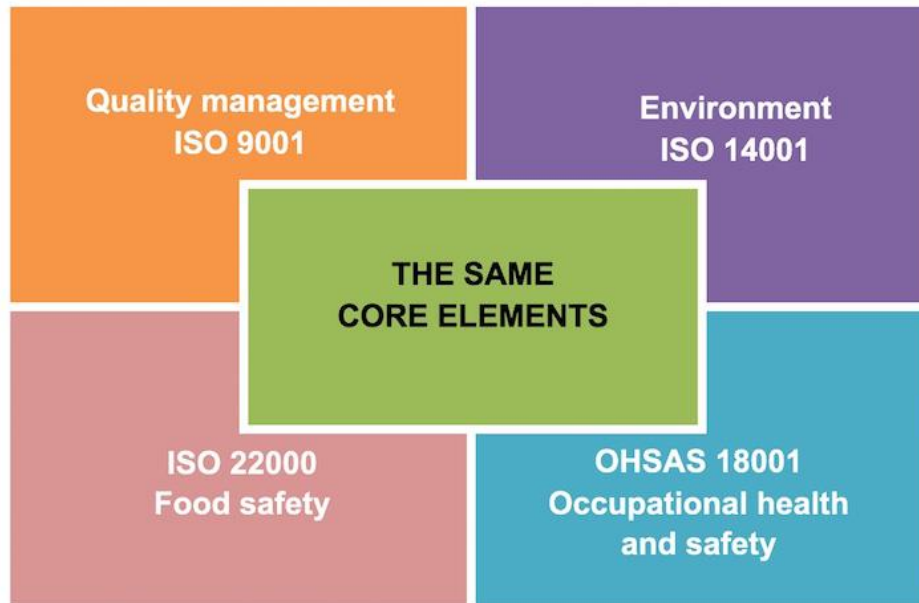 Quality management
ISO 9001
Environment
ISO 14001
THE SAME
CORE ELEMENTS
ISO 22000
Food safety
OHSAS 18001
Occupational health
and safety